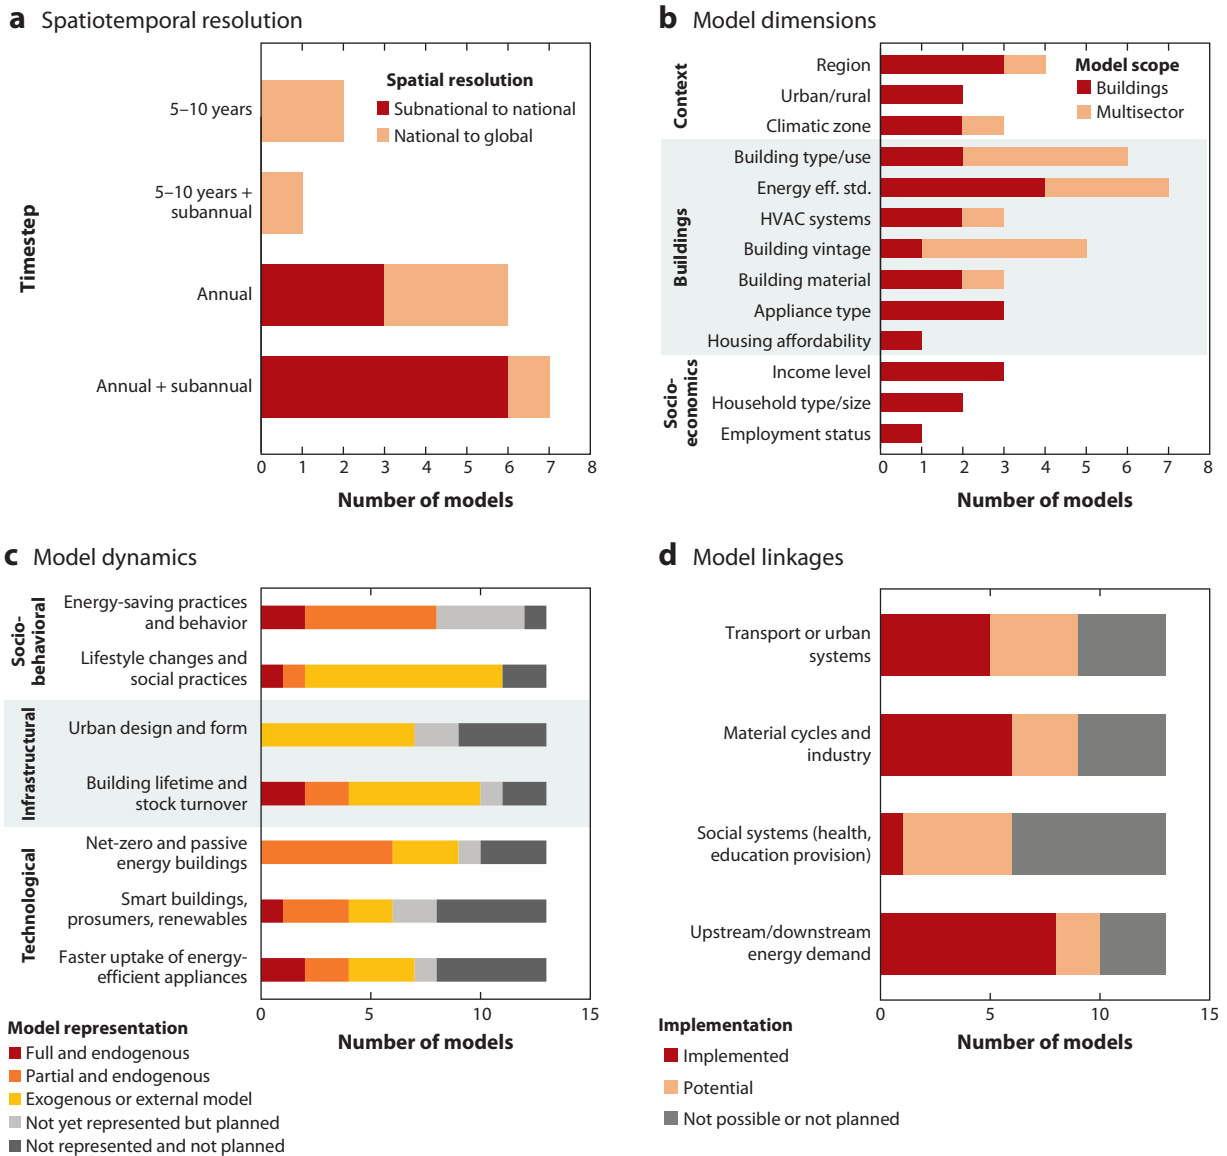 a Spatiotemporal resolution
Timestep
5–10 years
5–10 years +
subannual
Annual
Annual + subannual
Spatial resolution
Subnational to national
National to global
0 1 2 3 4 5 6 7 8
Number of models
b Model dimensions
Context
Region
Urban/rural
Climatic zone
Buildings
Building type/use
Energy eff. std.
HVAC systems
Building vintage
Building material
Appliance type
Housing affordability
Socio-
economics
Income level
Household type/size
Employment status
Model scope
Buildings
Multisector
0 1 2 3 4 5 6 7 8
Number of models
c Model dynamics
Socio-
behavioral
Energy-saving practices
and behavior
Lifestyle changes and
social practices
Infrastructural
Urban design and form
Building lifetime and
stock turnover
Technological
Net-zero and passive
energy buildings
Smart buildings,
prosumers, renewables
Faster uptake of energy-
efficient appliances
0 5 10 15
Number of models
Model representation
Full and endogenous
Partial and endogenous
Exogenous or external model
Not yet represented but planned
Not represented and not planned
d Model linkages
Transport or urban
systems
Material cycles and
industry
Social systems (health,
education provision)
Upstream/downstream
energy demand
0 5 10 15
Number of models
Implementation
Implemented
Potential
Not possible or not planned